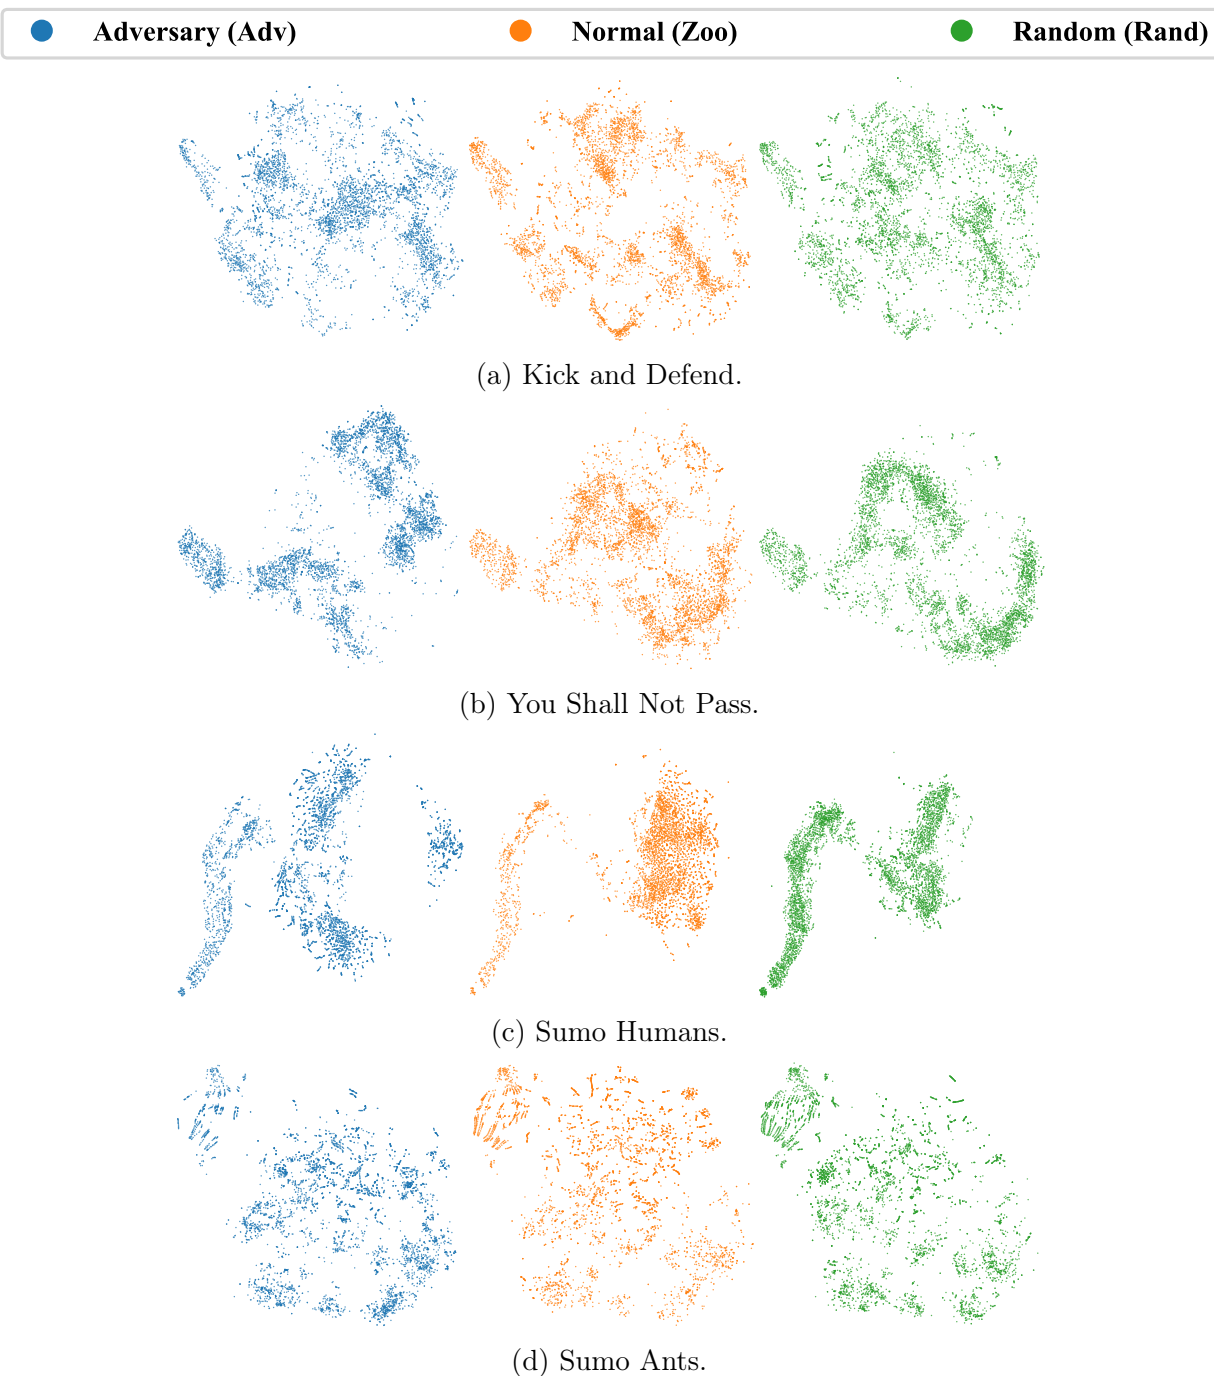 Adversary (Adv) Normal (Zoo) Random (Rand)
(a) Kick and Defend.
(b) You Shall Not Pass.
(c) Sumo Humans.
(d) Sumo Ants.